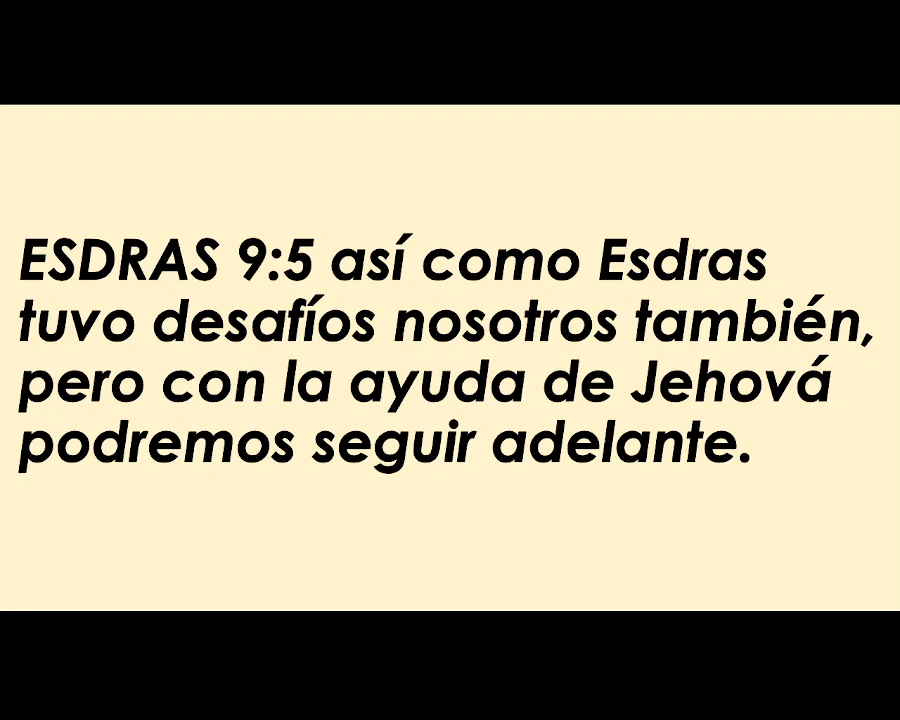 ESDRAS 9:5 así como Esdras
tuvo desafíos nosotros también,
pero con la ayuda de Jehová
podremos seguir adelante.